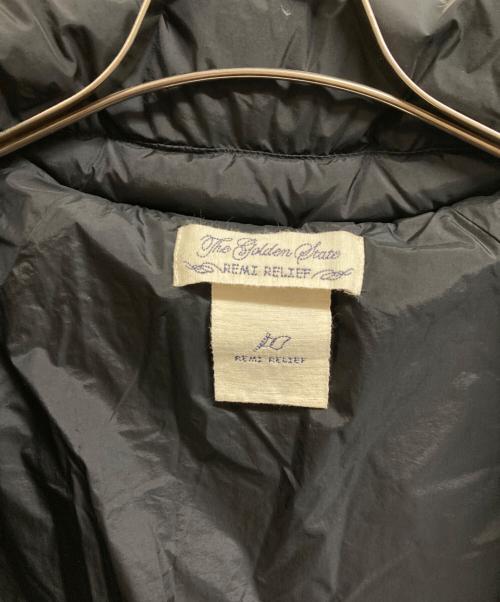 The Golden State
REMI RELIEF
REMI RELIEF